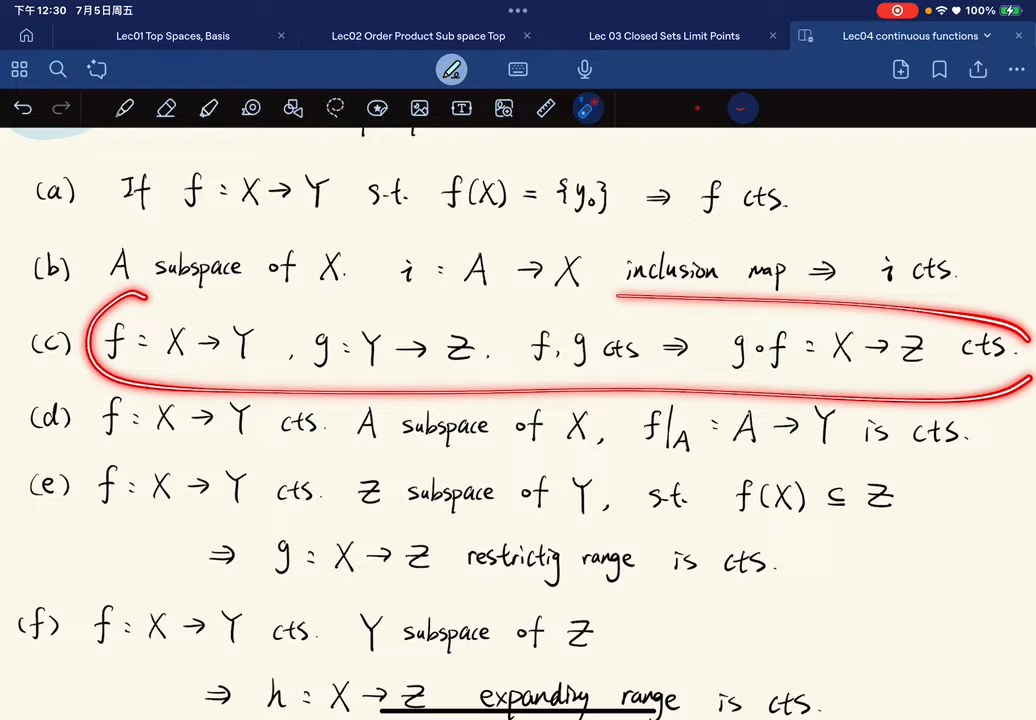 下午12:30 7月5日周五
100%
Lec01 Top Spaces, Basis
Lec02 Order Product Sub space Top
Lec 03 Closed Sets Limit Points
Lec04 continuous functions
(a) If f : X → Y s.t. f(X) = {y₀} ⇒ f cts.
(b) A subspace of X. i : A → X inclusion map ⇒ i cts.
(c) f : X → Y , g : Y → Z. f, g cts ⇒ g∘f : X → Z cts.
(d) f : X → Y cts. A subspace of X, f|_A : A → Y is cts.
(e) f : X → Y cts. Z subspace of Y, s.t. f(X) ⊆ Z
⇒ g : X → Z restrictig range is cts.
(f) f : X → Y cts. Y subspace of Z
⇒ h : X → Z expanding range is cts.